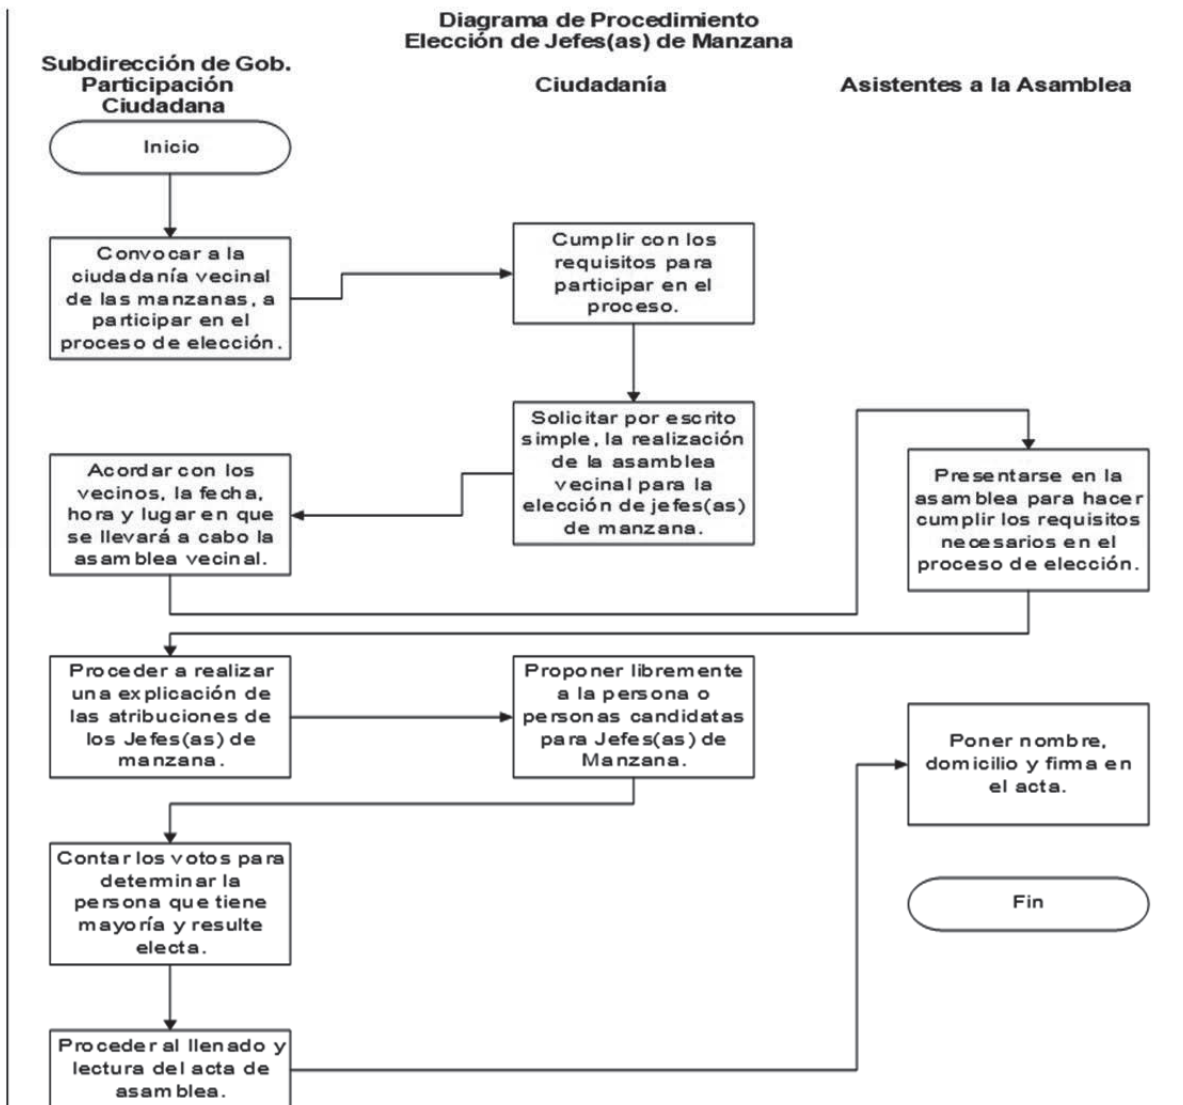 Diagrama de Procedimiento
Elección de Jefes(as) de Manzana
Subdirección de Gob.
Participación
Ciudadana
Ciudadanía
Asistentes a la Asamblea
Inicio
Convocar a la
ciudadanía vecinal
de las manzanas, a
participar en el
proceso de elección.
Cumplir con los
requisitos para
participar en el
proceso.
Solicitar por escrito
simple, la realización
de la asamblea
vecinal para la
elección de jefes(as)
de manzana.
Acordar con los
vecinos, la fecha,
hora y lugar en que
se llevará a cabo la
asamblea vecinal.
Presentarse en la
asamblea para hacer
cumplir los requisitos
necesarios en el
proceso de elección.
Proceder a realizar
una explicación de
las atribuciones de
los Jefes(as) de
manzana.
Proponer libremente
a la persona o
personas candidatas
para Jefes(as) de
Manzana.
Contar los votos para
determinar la
persona que tiene
mayoría y resulte
electa.
Proceder al llenado y
lectura del acta de
asamblea.
Poner nombre,
domicilio y firma en
el acta.
Fin